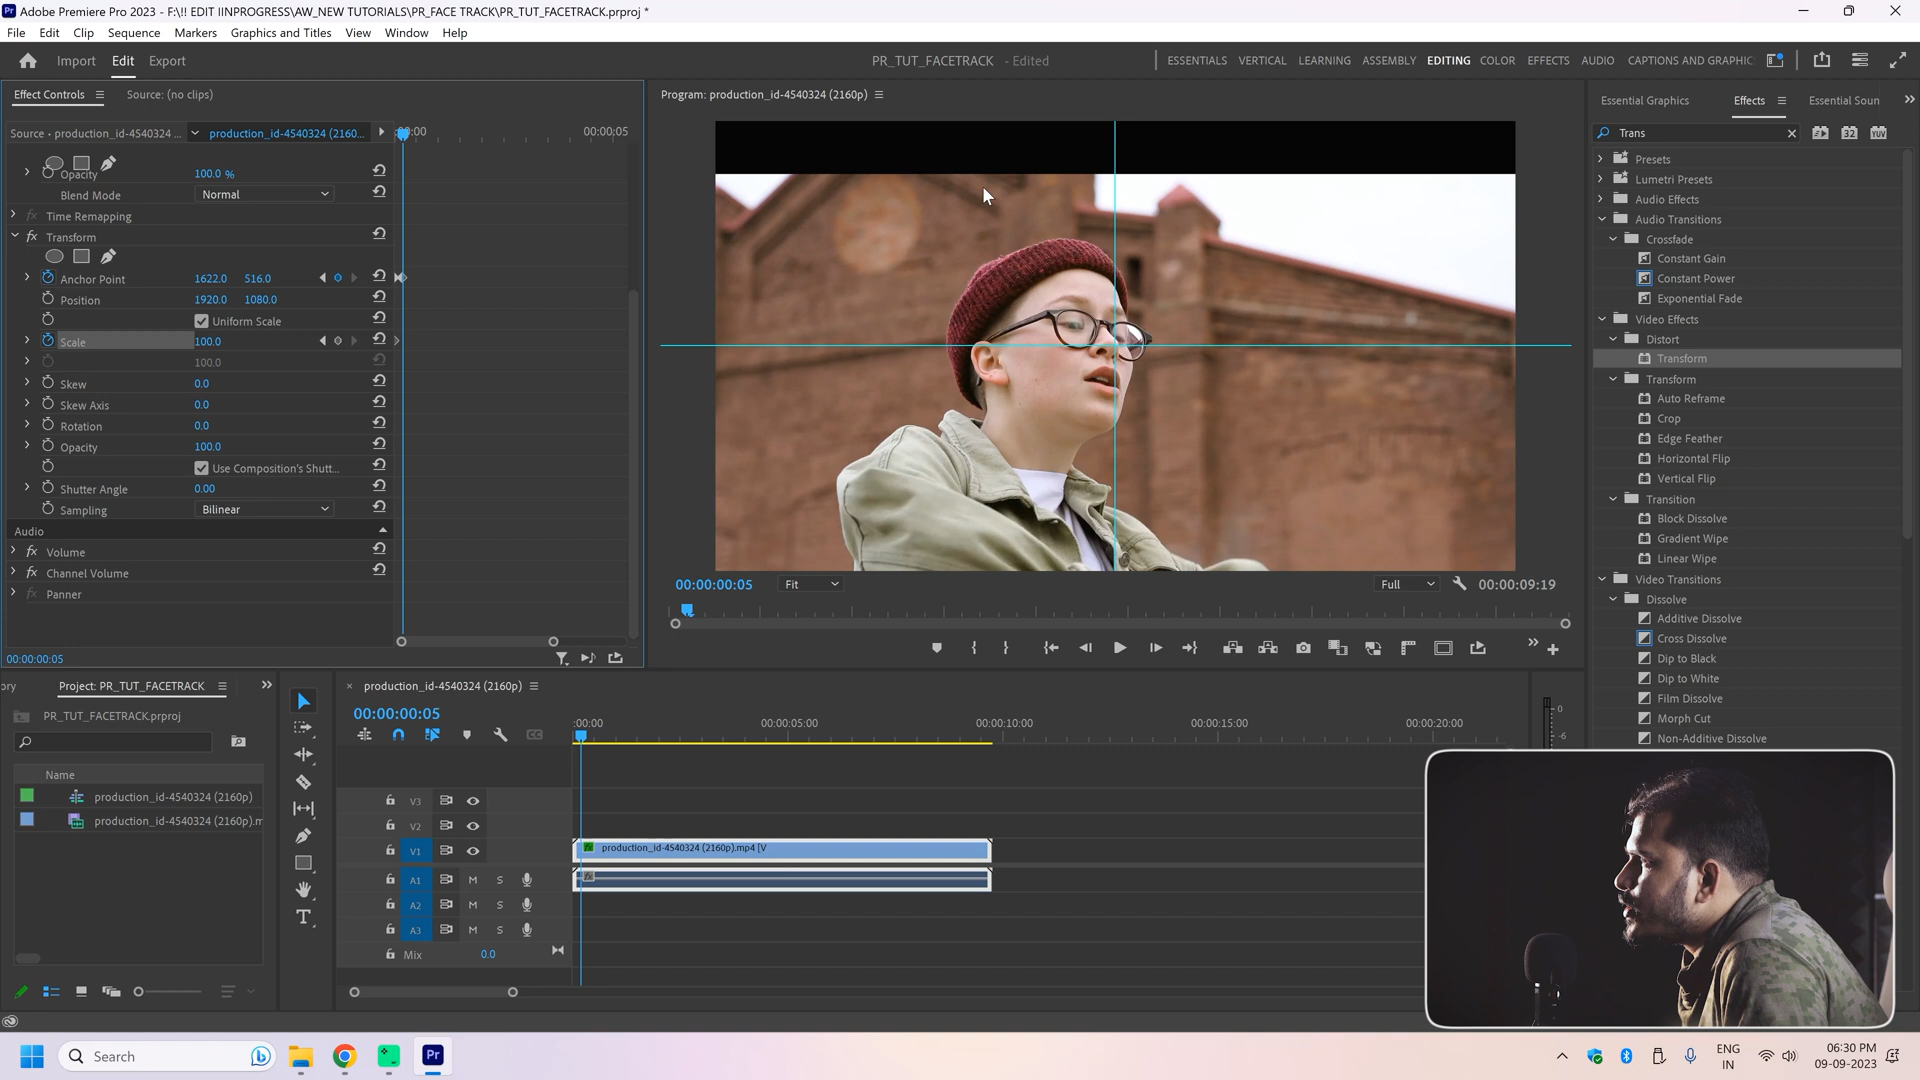 Adobe Premiere Pro 2023 - F:\!! EDIT IINPROGRESS\AW_NEW TUTORIALS\PR_FACE TRACK\PR_TUT_FACETRACK.prproj *
File Edit Clip Sequence Markers Graphics and Titles View Window Help
Import Edit Export
PR_TUT_FACETRACK - Edited
ESSENTIALS VERTICAL LEARNING ASSEMBLY EDITING COLOR EFFECTS AUDIO CAPTIONS AND GRAPHIC
Effect Controls
Source: (no clips)
Source • production_id-4540324 ...
production_id-4540324 (2160...
:00:00
00:00:05
Opacity 100.0 %
Blend Mode Normal
fx Time Remapping
fx Transform
Anchor Point 1622.0 516.0
Position 1920.0 1080.0
Uniform Scale
Scale 100.0
100.0
Skew 0.0
Skew Axis 0.0
Rotation 0.0
Opacity 100.0
Use Composition's Shutt...
Shutter Angle 0.00
Sampling Bilinear
Audio
fx Volume
fx Channel Volume
fx Panner
00:00:00:05
Program: production_id-4540324 (2160p)
00:00:00:05 Fit Full 00:00:09:19
Essential Graphics Effects Essential Soun
Trans
Presets
Lumetri Presets
Audio Effects
Audio Transitions
Crossfade
Constant Gain
Constant Power
Exponential Fade
Video Effects
Distort
Transform
Transform
Auto Reframe
Crop
Edge Feather
Horizontal Flip
Vertical Flip
Transition
Block Dissolve
Gradient Wipe
Linear Wipe
Video Transitions
Dissolve
Additive Dissolve
Cross Dissolve
Dip to Black
Dip to White
Film Dissolve
Morph Cut
Non-Additive Dissolve
ory
Project: PR_TUT_FACETRACK
PR_TUT_FACETRACK.prproj
Name
production_id-4540324 (2160p)
production_id-4540324 (2160p).m
× production_id-4540324 (2160p)
00:00:00:05
:00:00 00:00:05:00 00:00:10:00 00:00:15:00 00:00:20:00
V3
V2
V1
production_id-4540324 (2160p).mp4 [V
A1 M S
A2 M S
A3 M S
Mix 0.0
0
-6
Search
Pr
ENG
IN
06:30 PM
09-09-2023